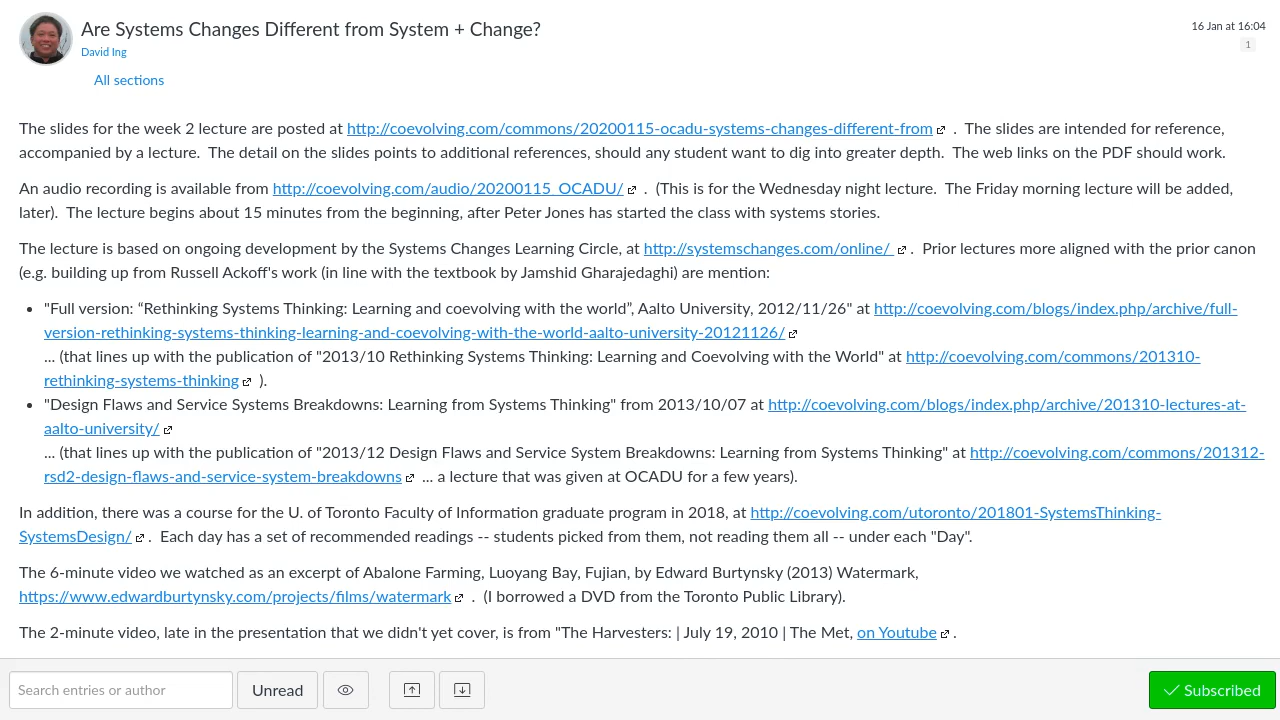 Are Systems Changes Different from System + Change?
16 Jan at 16:04
David Ing
1
All sections
The slides for the week 2 lecture are posted at http://coevolving.com/commons/20200115-ocadu-systems-changes-different-from . The slides are intended for reference,
accompanied by a lecture. The detail on the slides points to additional references, should any student want to dig into greater depth. The web links on the PDF should work.
An audio recording is available from http://coevolving.com/audio/20200115_OCADU/ . (This is for the Wednesday night lecture. The Friday morning lecture will be added,
later). The lecture begins about 15 minutes from the beginning, after Peter Jones has started the class with systems stories.
The lecture is based on ongoing development by the Systems Changes Learning Circle, at http://systemschanges.com/online/ . Prior lectures more aligned with the prior canon
(e.g. building up from Russell Ackoff's work (in line with the textbook by Jamshid Gharajedaghi) are mention:
• "Full version: “Rethinking Systems Thinking: Learning and coevolving with the world”, Aalto University, 2012/11/26" at http://coevolving.com/blogs/index.php/archive/full-
version-rethinking-systems-thinking-learning-and-coevolving-with-the-world-aalto-university-20121126/
... (that lines up with the publication of "2013/10 Rethinking Systems Thinking: Learning and Coevolving with the World" at http://coevolving.com/commons/201310-
rethinking-systems-thinking ).
• "Design Flaws and Service Systems Breakdowns: Learning from Systems Thinking" from 2013/10/07 at http://coevolving.com/blogs/index.php/archive/201310-lectures-at-
aalto-university/
... (that lines up with the publication of "2013/12 Design Flaws and Service System Breakdowns: Learning from Systems Thinking" at http://coevolving.com/commons/201312-
rsd2-design-flaws-and-service-system-breakdowns ... a lecture that was given at OCADU for a few years).
In addition, there was a course for the U. of Toronto Faculty of Information graduate program in 2018, at http://coevolving.com/utoronto/201801-SystemsThinking-
SystemsDesign/ . Each day has a set of recommended readings -- students picked from them, not reading them all -- under each "Day".
The 6-minute video we watched as an excerpt of Abalone Farming, Luoyang Bay, Fujian, by Edward Burtynsky (2013) Watermark,
https://www.edwardburtynsky.com/projects/films/watermark . (I borrowed a DVD from the Toronto Public Library).
The 2-minute video, late in the presentation that we didn't yet cover, is from "The Harvesters: | July 19, 2010 | The Met, on Youtube .
Search entries or author
Unread
Subscribed